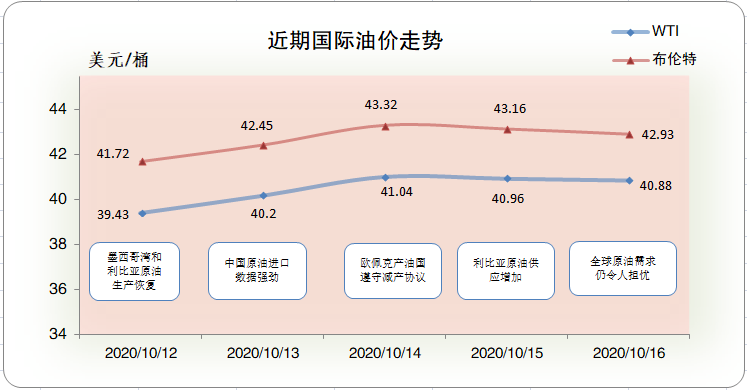 近期国际油价走势
WTI
布伦特
美元/桶
44
42
40
38
36
34
41.72
42.45
43.32
43.16
42.93
39.43
40.2
41.04
40.96
40.88
墨西哥湾和
利比亚原油
生产恢复
中国原油进口
数据强劲
欧佩克产油国
遵守减产协议
利比亚原油供
应增加
全球原油需求
仍令人担忧
2020/10/12
2020/10/13
2020/10/14
2020/10/15
2020/10/16